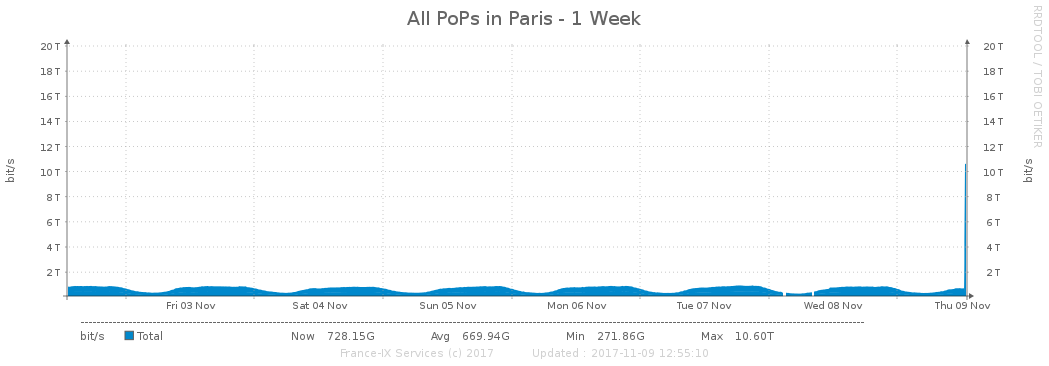 All PoPs in Paris - 1 Week
RRDTOOL / TOBI OETIKER
20 T 20 T
18 T 18 T
16 T 16 T
14 T 14 T
12 T 12 T
bit/s 10 T 10 T bit/s
8 T 8 T
6 T 6 T
4 T 4 T
2 T 2 T
Fri 03 Nov Sat 04 Nov Sun 05 Nov Mon 06 Nov Tue 07 Nov Wed 08 Nov Thu 09 Nov
bit/s Total Now 728.15G Avg 669.94G Min 271.86G Max 10.60T
France-IX Services (c) 2017 Updated : 2017-11-09 12:55:10